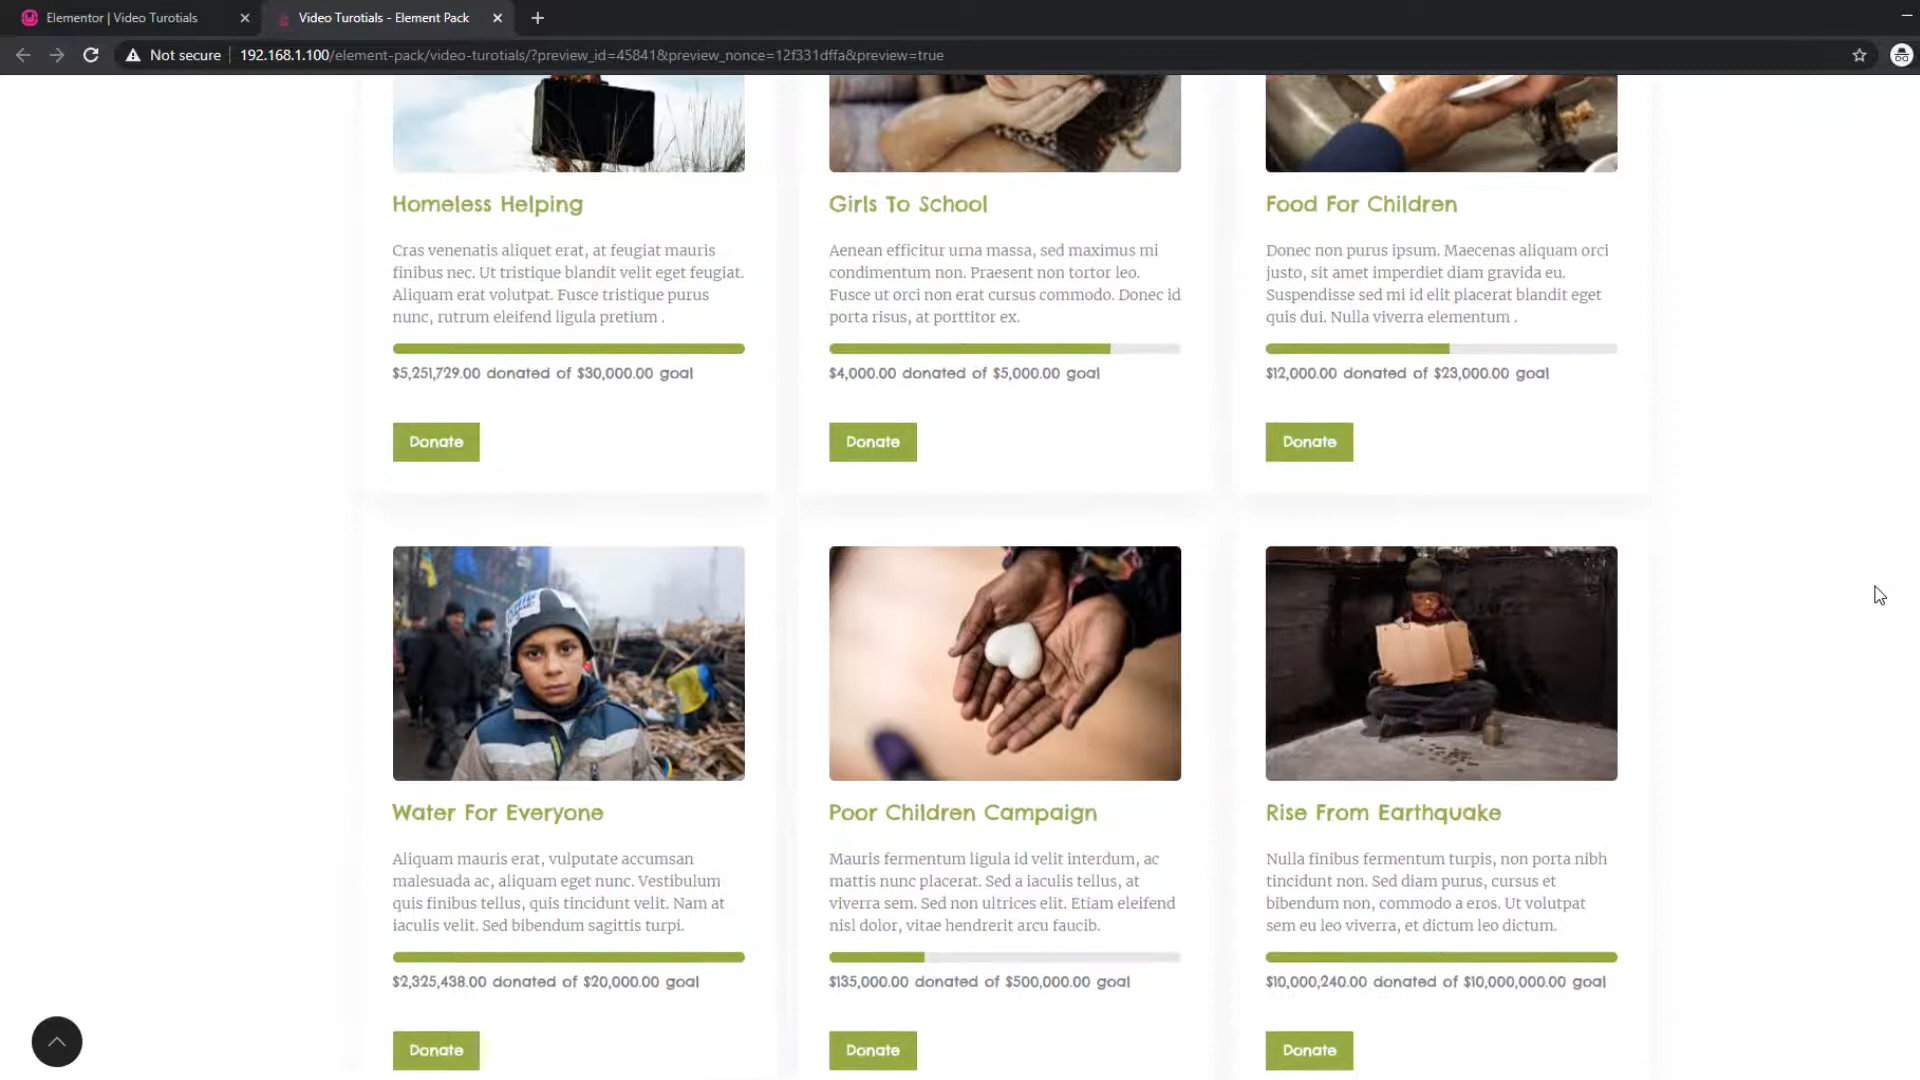 Elementor | Video Turotials
Video Turotials - Element Pack
Not secure
192.168.1.100/element-pack/video-turotials/?preview_id=45841&preview_nonce=12f331dffa&preview=true
Homeless Helping
Cras venenatis aliquet erat, at feugiat mauris
finibus nec. Ut tristique blandit velit eget feugiat.
Aliquam erat volutpat. Fusce tristique purus
nunc, rutrum eleifend ligula pretium .
$5,251,729.00 donated of $30,000.00 goal
Donate
Girls To School
Aenean efficitur urna massa, sed maximus mi
condimentum non. Praesent non tortor leo.
Fusce ut orci non erat cursus commodo. Donec id
porta risus, at porttitor ex.
$4,000.00 donated of $5,000.00 goal
Donate
Food For Children
Donec non purus ipsum. Maecenas aliquam orci
justo, sit amet imperdiet diam gravida eu.
Suspendisse sed mi id elit placerat blandit eget
quis dui. Nulla viverra elementum .
$12,000.00 donated of $23,000.00 goal
Donate
Water For Everyone
Aliquam mauris erat, vulputate accumsan
malesuada ac, aliquam eget nunc. Vestibulum
quis finibus tellus, quis tincidunt velit. Nam at
iaculis velit. Sed bibendum sagittis turpi.
$2,325,438.00 donated of $20,000.00 goal
Donate
Poor Children Campaign
Mauris fermentum ligula id velit interdum, ac
mattis nunc placerat. Sed a iaculis tellus, at
viverra sem. Sed non ultrices elit. Etiam eleifend
nisl dolor, vitae hendrerit arcu faucib.
$135,000.00 donated of $500,000.00 goal
Donate
Rise From Earthquake
Nulla finibus fermentum turpis, non porta nibh
tincidunt non. Sed diam purus, cursus et
bibendum non, commodo a eros. Ut volutpat
sem eu leo viverra, et dictum leo dictum.
$10,000,240.00 donated of $10,000,000.00 goal
Donate